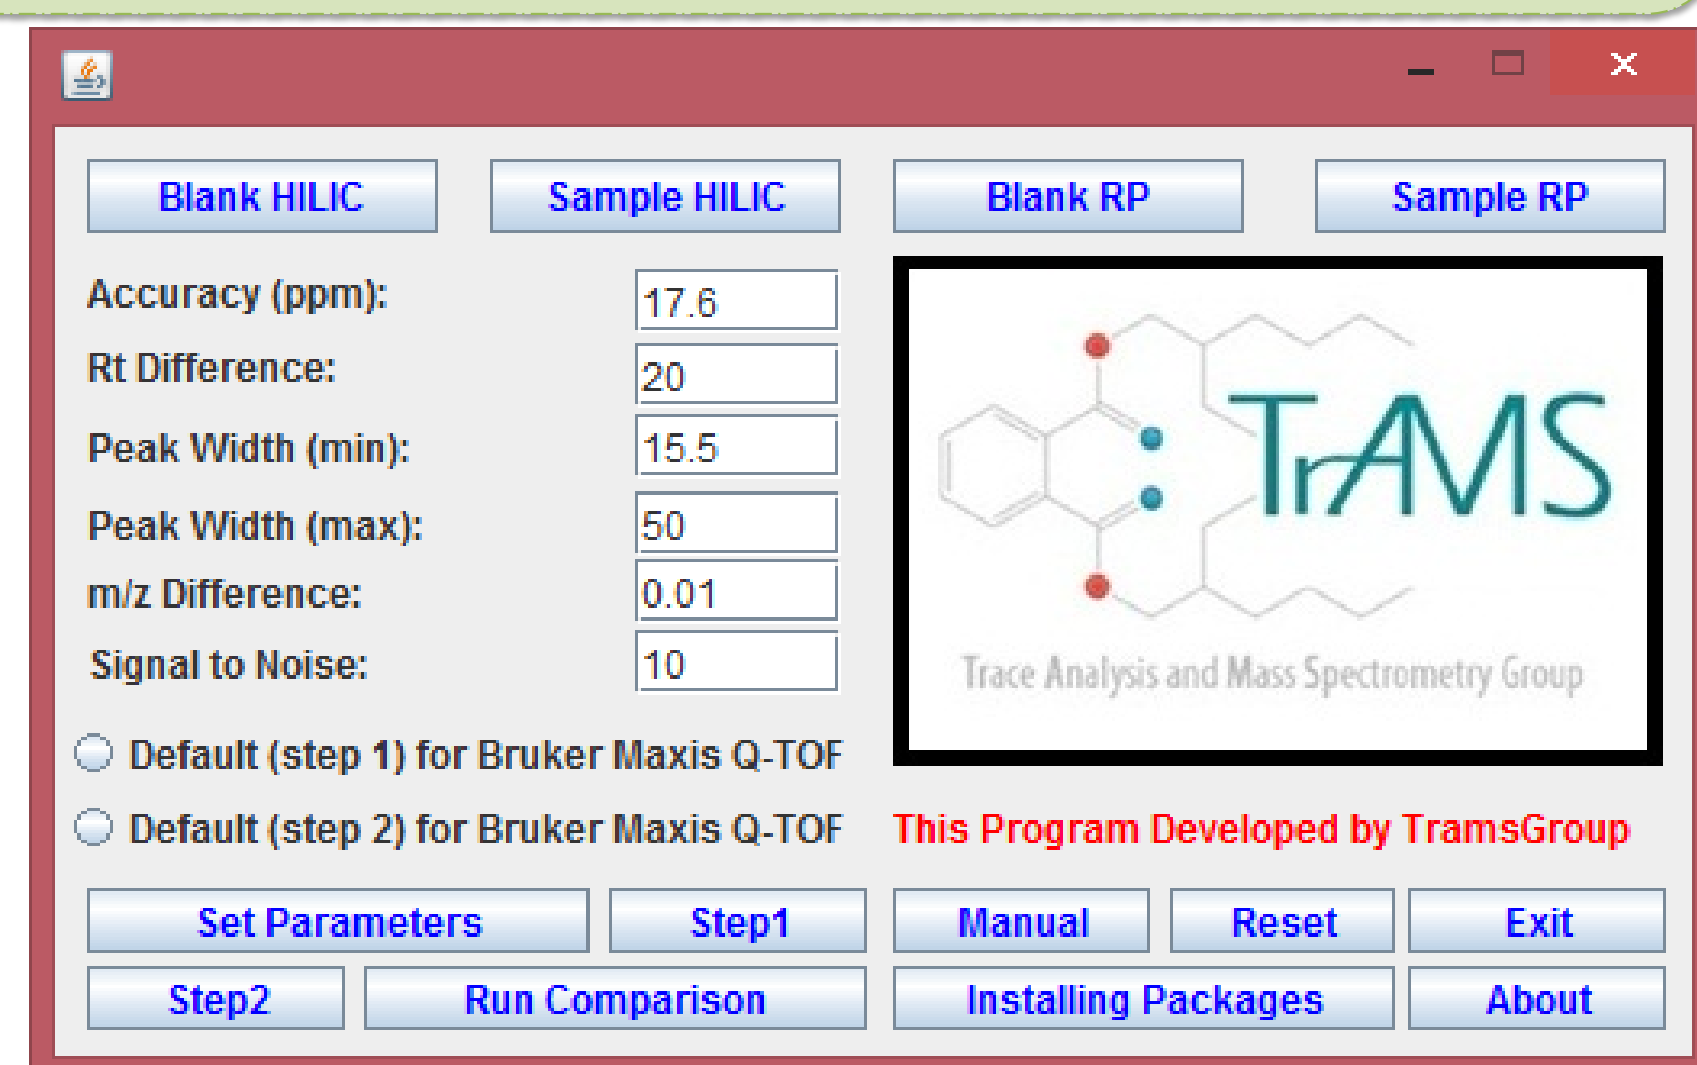 Blank HILIC Sample HILIC Blank RP Sample RP
Accuracy (ppm): 17.6
Rt Difference: 20
Peak Width (min): 15.5
Peak Width (max): 50
m/z Difference: 0.01
Signal to Noise: 10
TrAMS
Trace Analysis and Mass Spectrometry Group
Default (step 1) for Bruker Maxis Q-TOF
Default (step 2) for Bruker Maxis Q-TOF
This Program Developed by TramsGroup
Set Parameters Step1 Manual Reset Exit
Step2 Run Comparison Installing Packages About